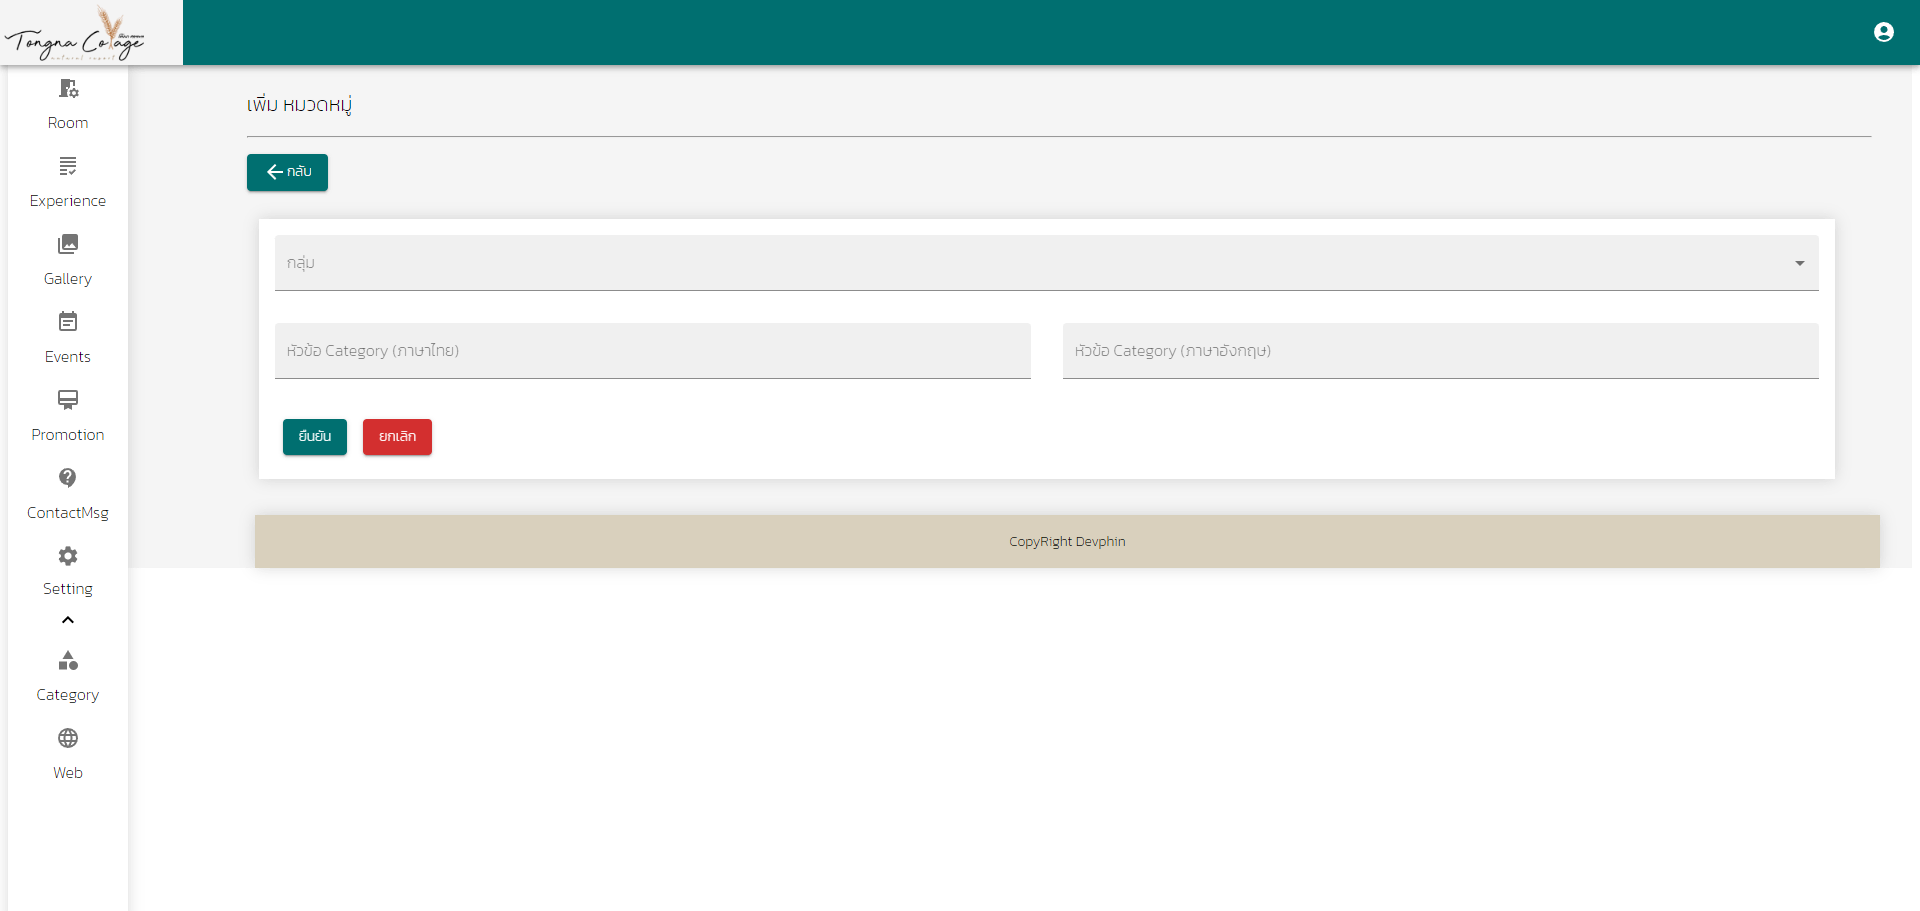 Tongna Cottage
Room
Experience
Gallery
Events
Promotion
ContactMsg
Setting
Category
Web
เพิ่ม หมวดหมู่
กลับ
กลุ่ม
หัวข้อ Category (ภาษาไทย)
หัวข้อ Category (ภาษาอังกฤษ)
ยืนยัน
ยกเลิก
CopyRight Devphin